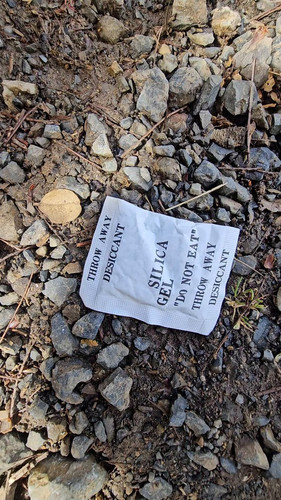 THROW AWAY
DESICCANT
SILICA
GEL
"DO NOT EAT"
THROW AWAY
DESICCANT